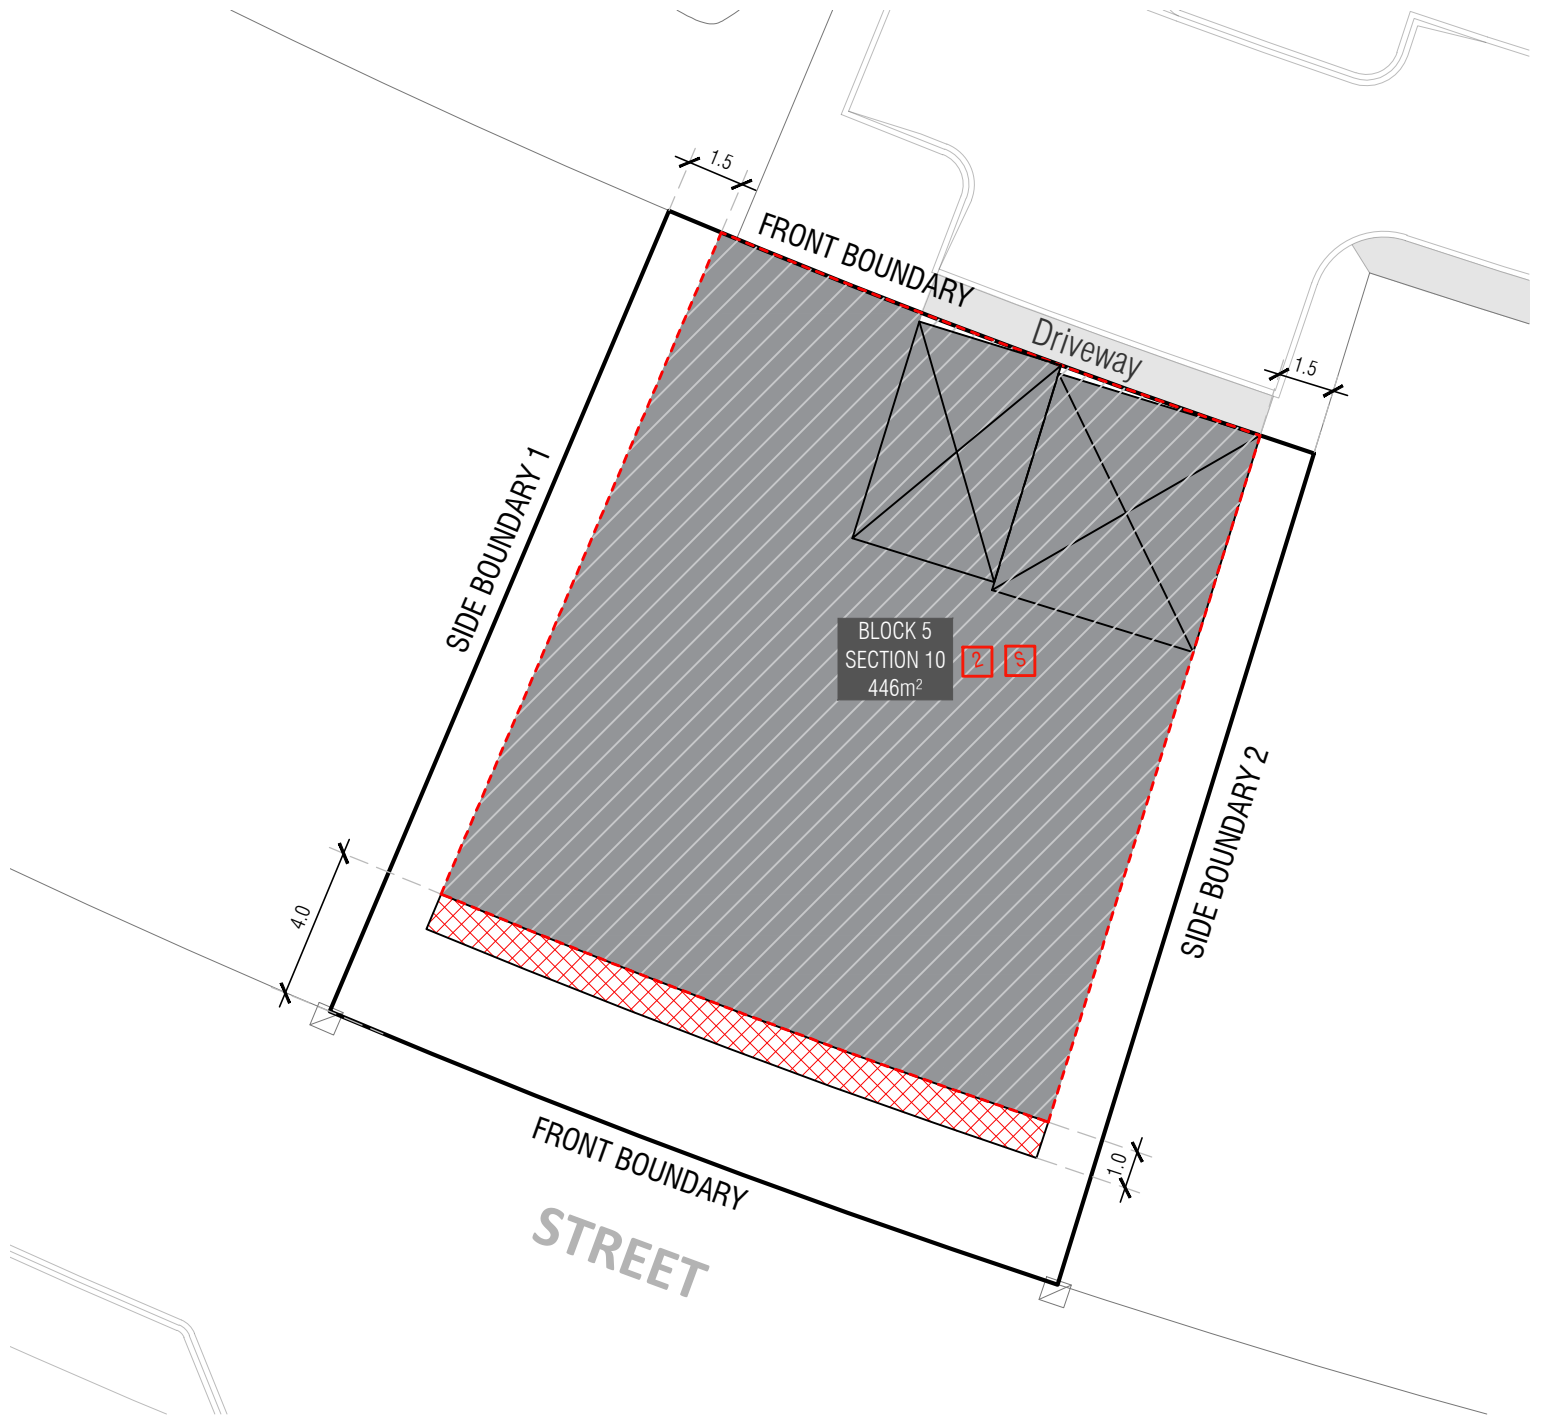 1.5
FRONT BOUNDARY
Driveway
1.5
SIDE BOUNDARY 1
BLOCK 5
SECTION 10
446m²
2 S
SIDE BOUNDARY 2
4.0
1.0
FRONT BOUNDARY
STREET